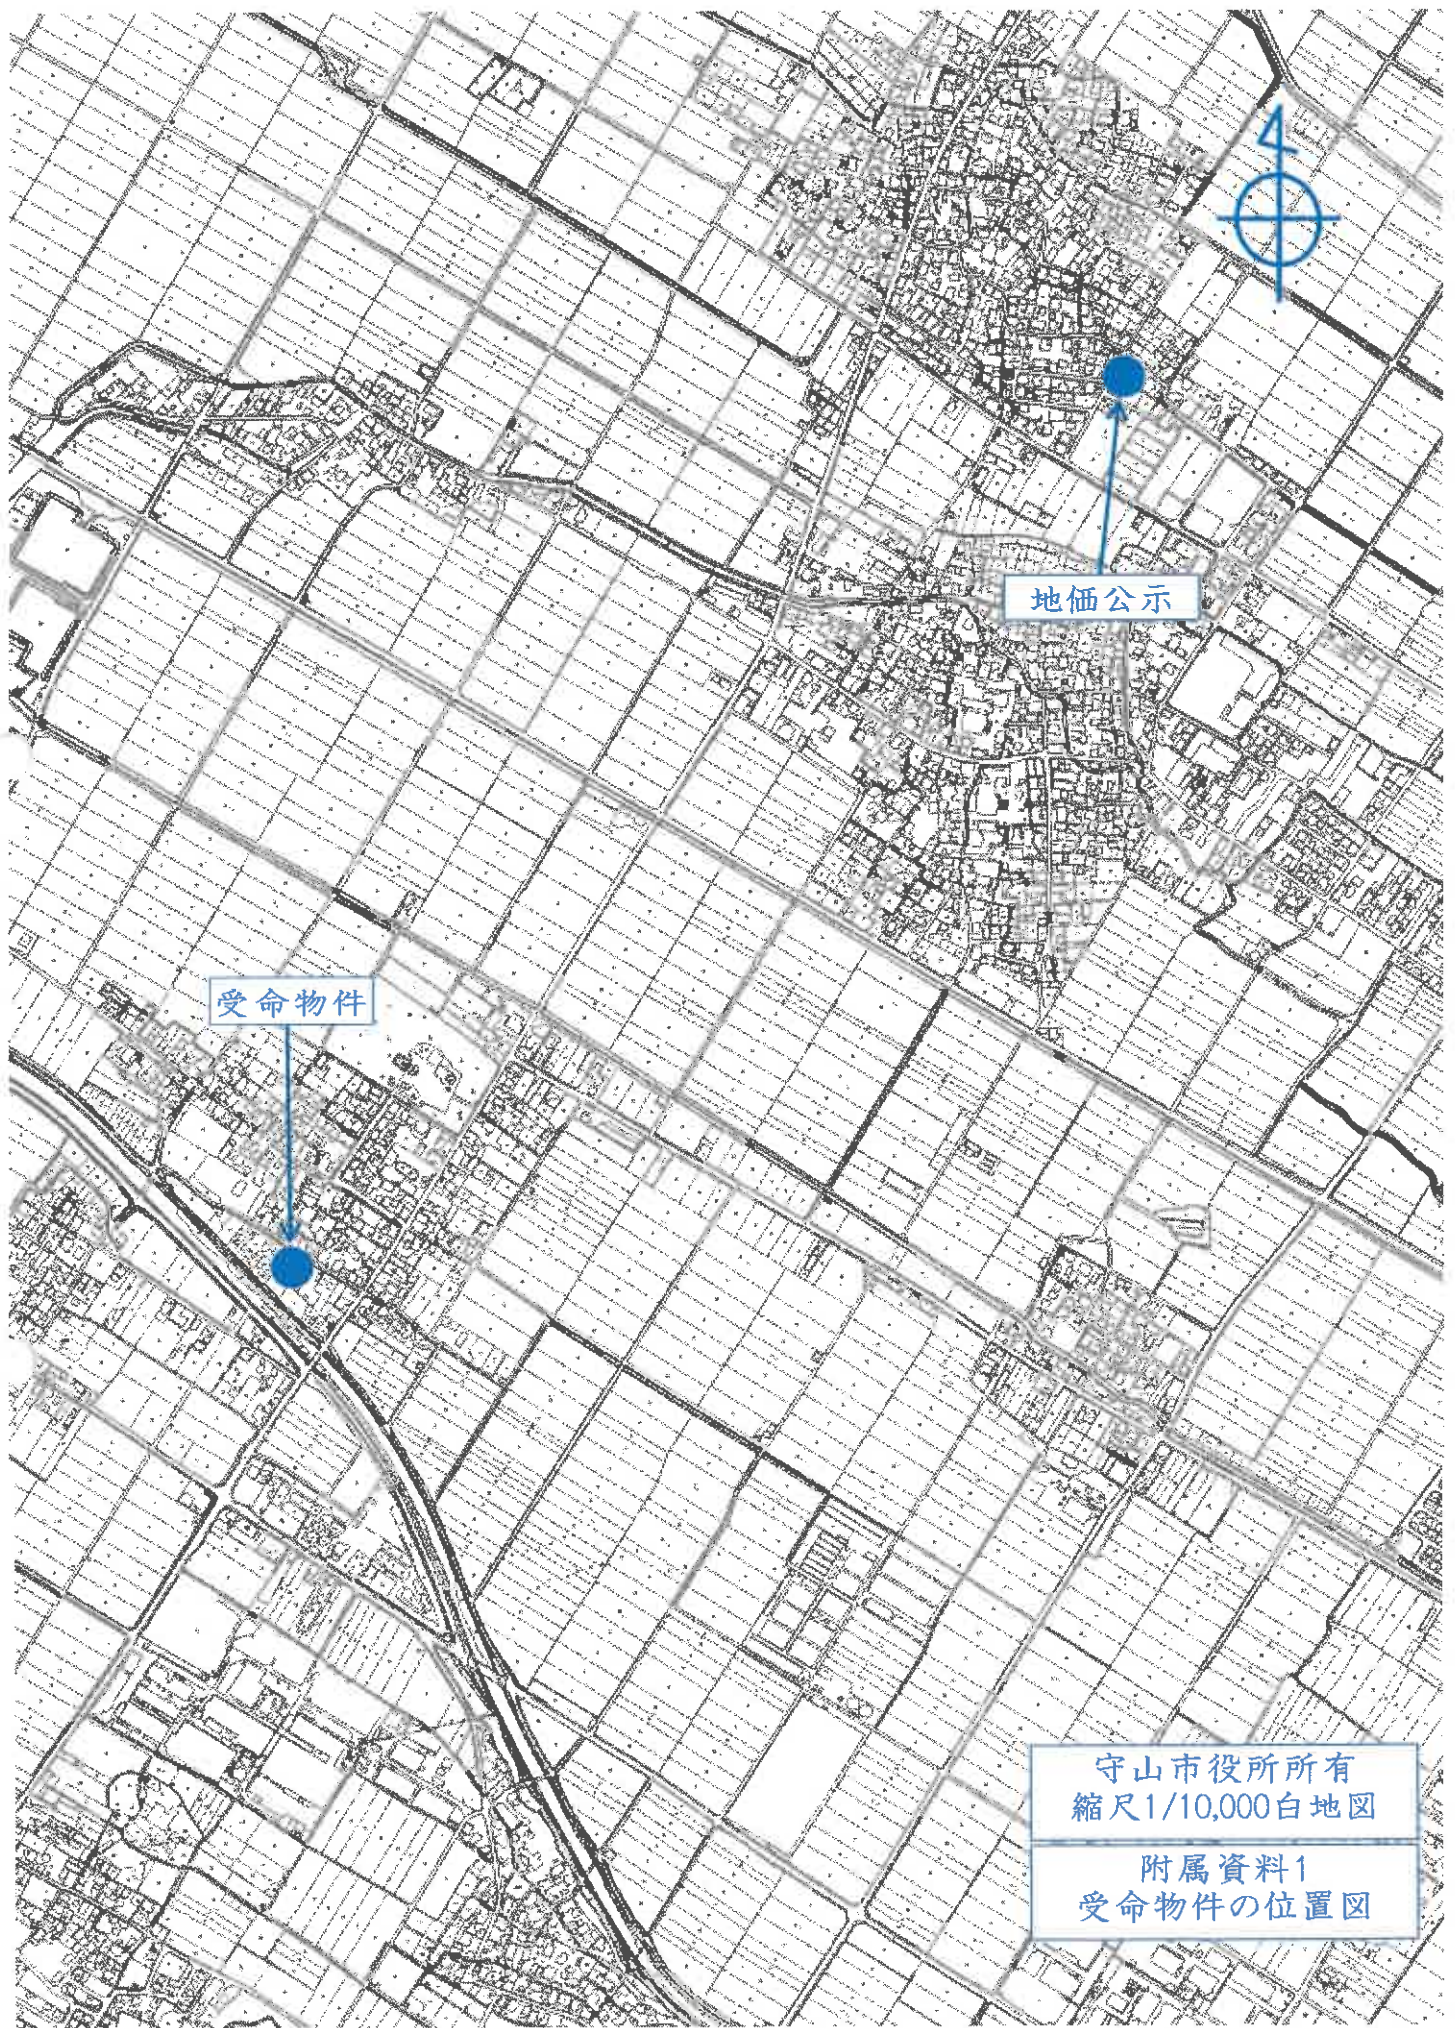 地価公示
受命物件
守山市役所所有
縮尺1/10,000白地図
附属資料1
受命物件の位置図